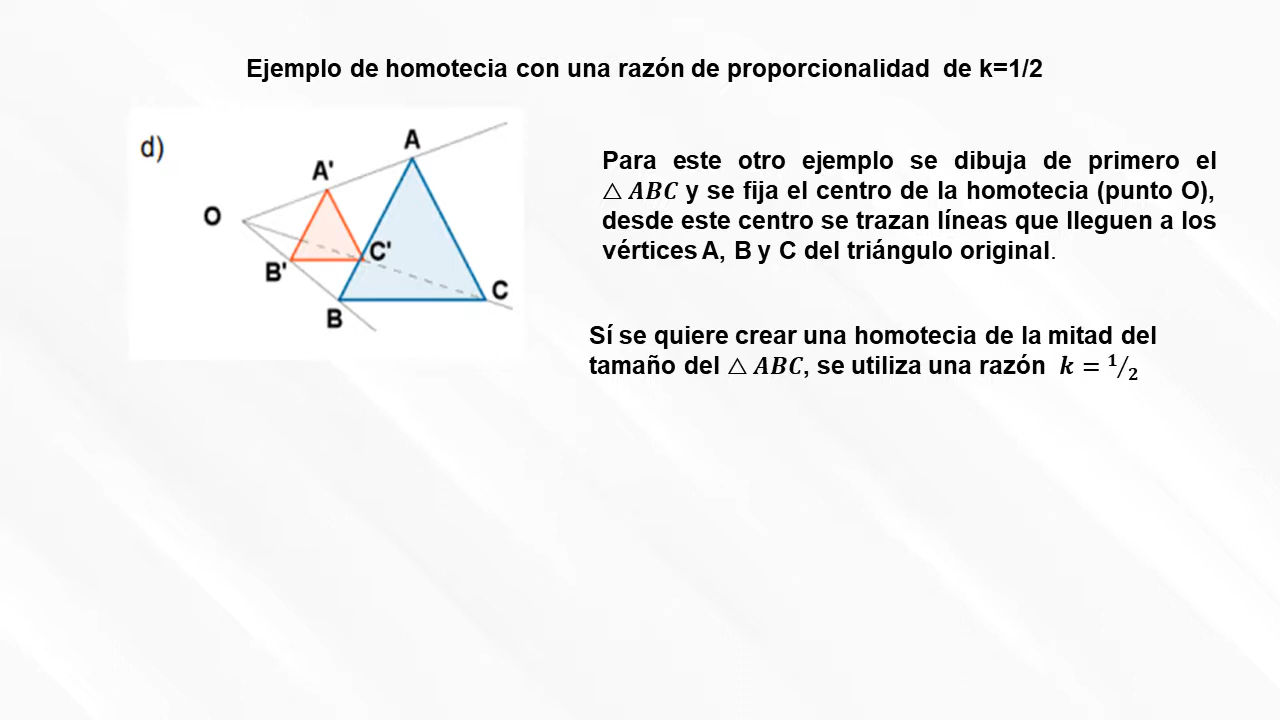 Ejemplo de homotecia con una razón de proporcionalidad de k=1/2
d)
A
A'
O
C'
B'
C
B
Para este otro ejemplo se dibuja de primero el
△ ABC y se fija el centro de la homotecia (punto O),
desde este centro se trazan líneas que lleguen a los
vértices A, B y C del triángulo original.
Sí se quiere crear una homotecia de la mitad del
tamaño del △ ABC, se utiliza una razón k = 1/2